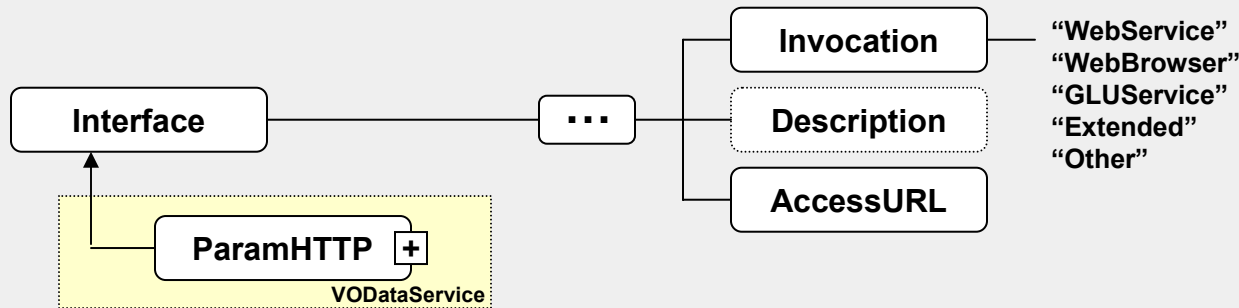 Interface
...
Invocation
Description
AccessURL
“WebService”
“WebBrowser”
“GLUService”
“Extended”
“Other”
ParamHTTP +
VODataService